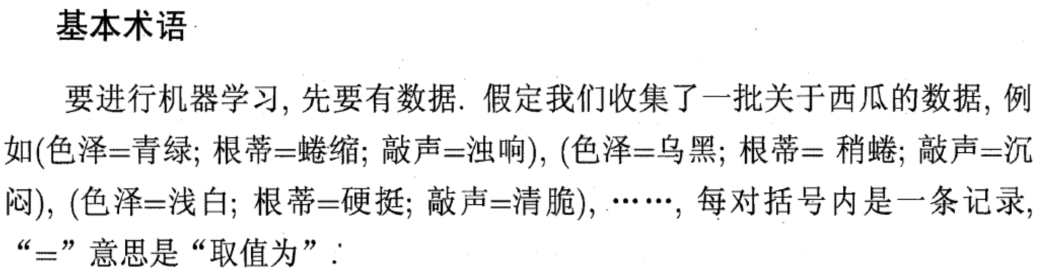 基本术语
要进行机器学习, 先要有数据. 假定我们收集了一批关于西瓜的数据, 例
如(色泽=青绿; 根蒂=蜷缩; 敲声=浊响), (色泽=乌黑; 根蒂= 稍蜷; 敲声=沉
闷), (色泽=浅白; 根蒂=硬挺; 敲声=清脆), ……, 每对括号内是一条记录,
“=” 意思是 “取值为” .